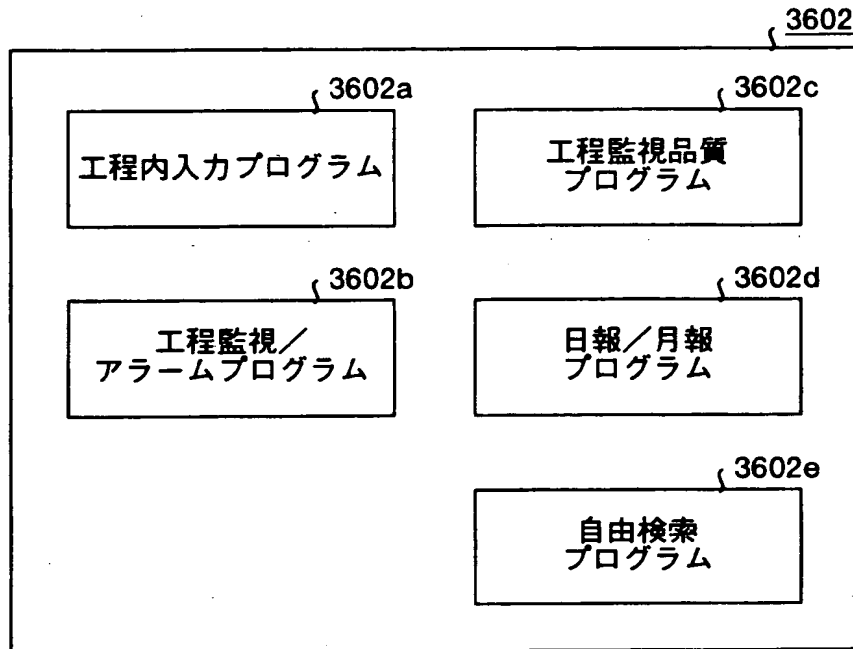 3602
3602a
工程内入力プログラム
3602b
工程監視／
アラームプログラム
3602c
工程監視品質
プログラム
3602d
日報／月報
プログラム
3602e
自由検索
プログラム